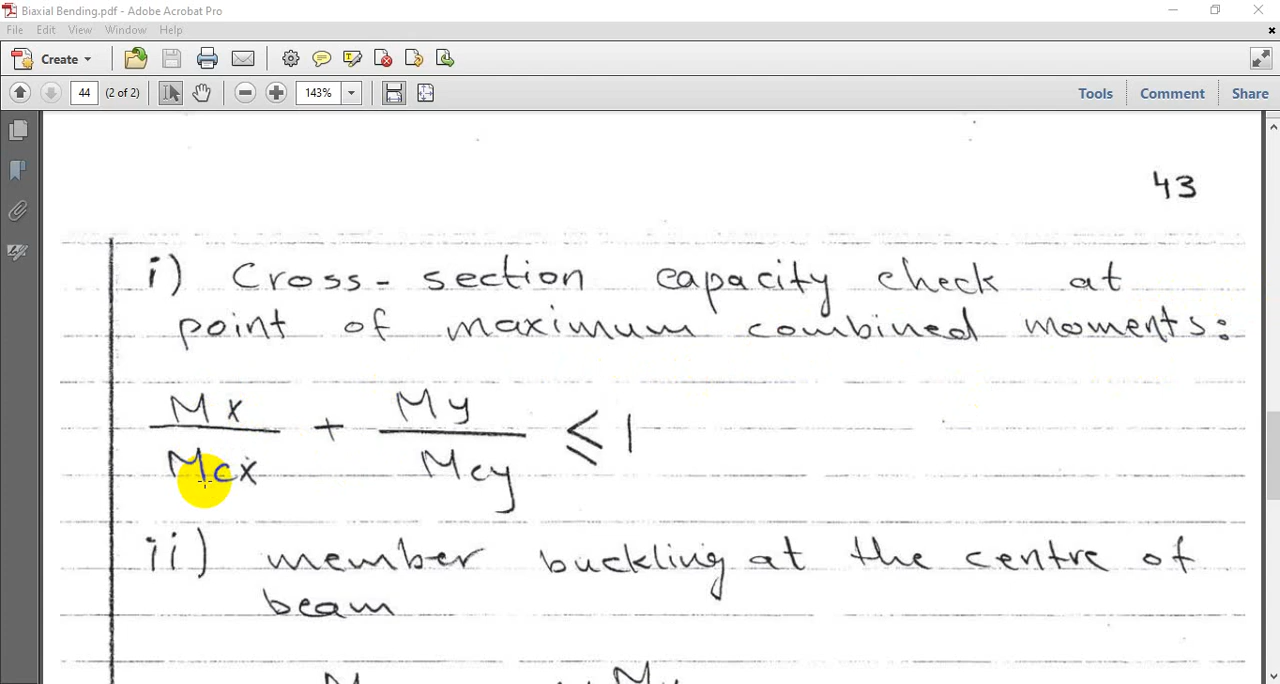 Biaxial Bending.pdf - Adobe Acrobat Pro
File Edit View Window Help
Create
44 (2 of 2) 143% Tools Comment Share
43
i) Cross-section capacity check at
point of maximum combined moments:
Mx/Mcx + My/Mcy ≤ 1
ii) member buckling at the centre of
beam